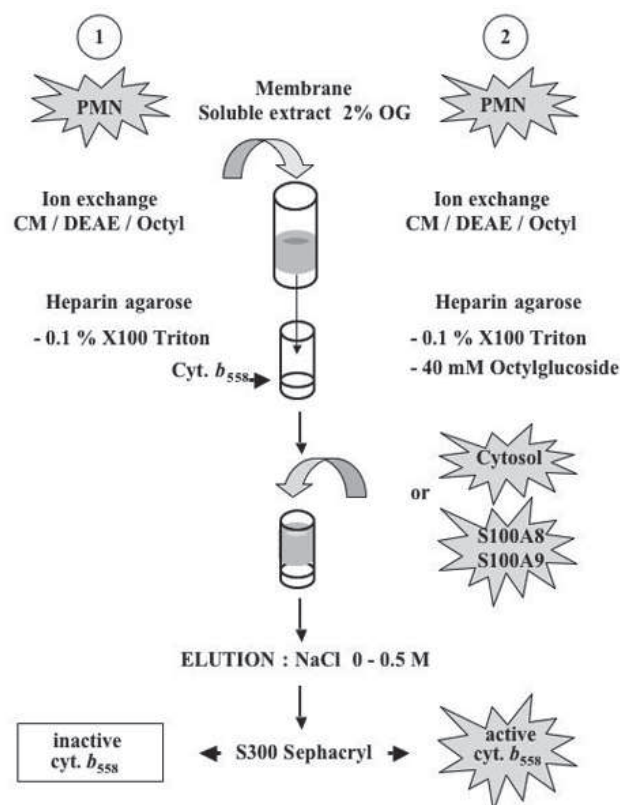 1
2
PMN
Membrane
Soluble extract 2% OG
PMN
Ion exchange
CM / DEAE / Octyl
Ion exchange
CM / DEAE / Octyl
Heparin agarose
- 0.1 % X100 Triton
Cyt. b558
Heparin agarose
- 0.1 % X100 Triton
- 40 mM Octylglucoside
or
Cytosol
S100A8
S100A9
ELUTION : NaCl 0 - 0.5 M
inactive
cyt. b558
S300 Sephacryl
active
cyt. b558